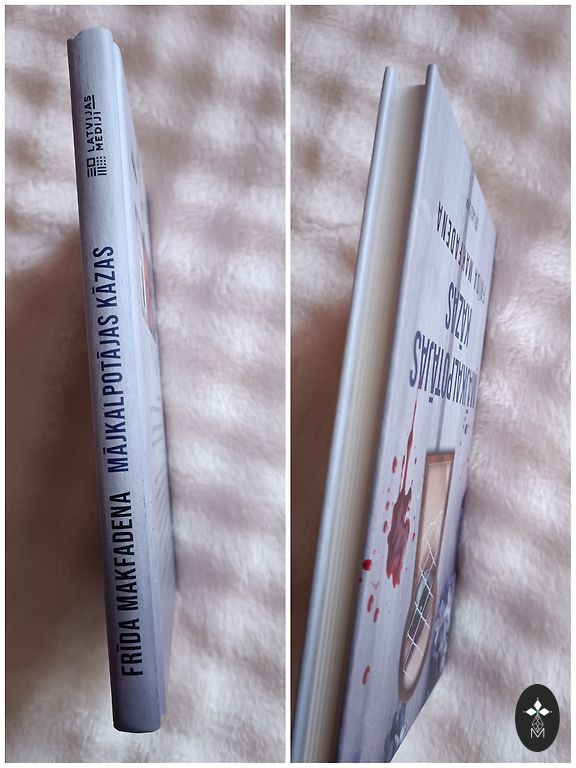 FRĪDA MAKFADENA MĀJKALPOTĀJAS KĀZAS
LATVIJAS
MEDIJI
FRĪDA MAKFADENA
MĀJKALPOTĀJAS
KĀZAS
M